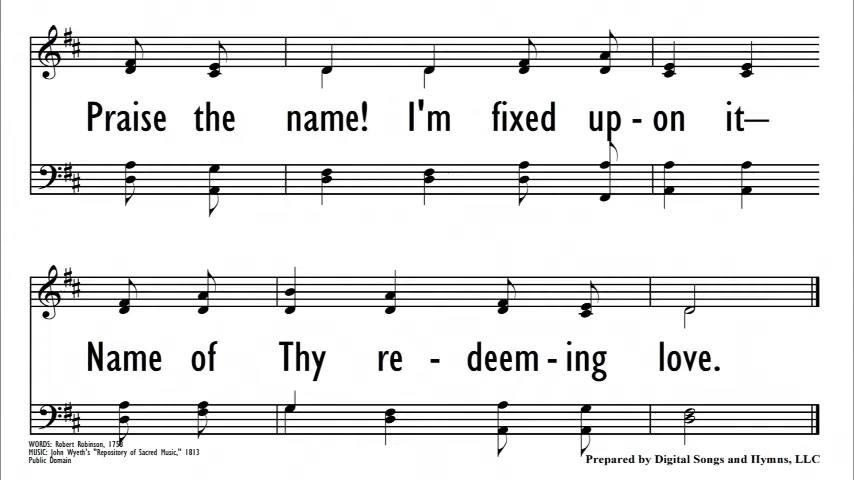 Praise the name! I'm fixed up - on it—
Name of Thy re - deem - ing love.
WORDS: Robert Robinson, 1758
MUSIC: John Wyeth's "Repository of Sacred Music," 1813
Public Domain
Prepared by Digital Songs and Hymns, LLC